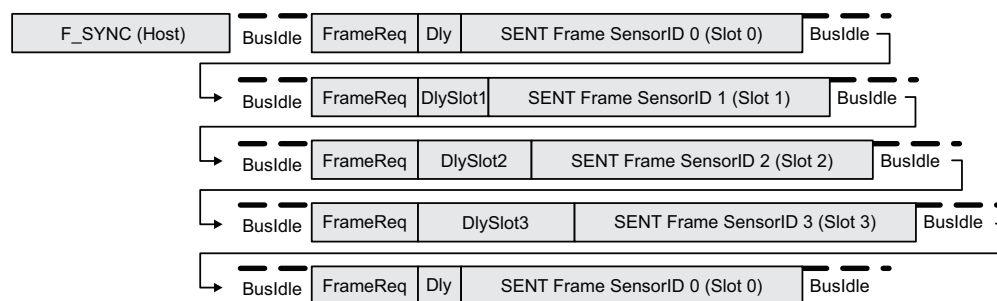 F_SYNC (Host) BusIdle FrameReq Dly SENT Frame SensorID 0 (Slot 0) BusIdle
BusIdle FrameReq DlySlot1 SENT Frame SensorID 1 (Slot 1) BusIdle
BusIdle FrameReq DlySlot2 SENT Frame SensorID 2 (Slot 2) BusIdle
BusIdle FrameReq DlySlot3 SENT Frame SensorID 3 (Slot 3) BusIdle
BusIdle FrameReq Dly SENT Frame SensorID 0 (Slot 0) BusIdle